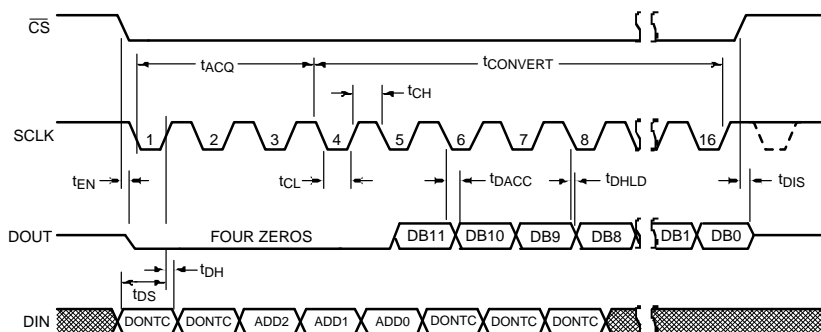 CS
tACQ
tCONVERT
tCH
SCLK
1 2 3 4 5 6 7 8 16
tEN
tCL
tDACC
tDHLD
tDIS
DOUT
FOUR ZEROS
DB11 DB10 DB9 DB8 DB1 DB0
tDH
tDS
DIN
DONTC DONTC ADD2 ADD1 ADD0 DONTC DONTC DONTC